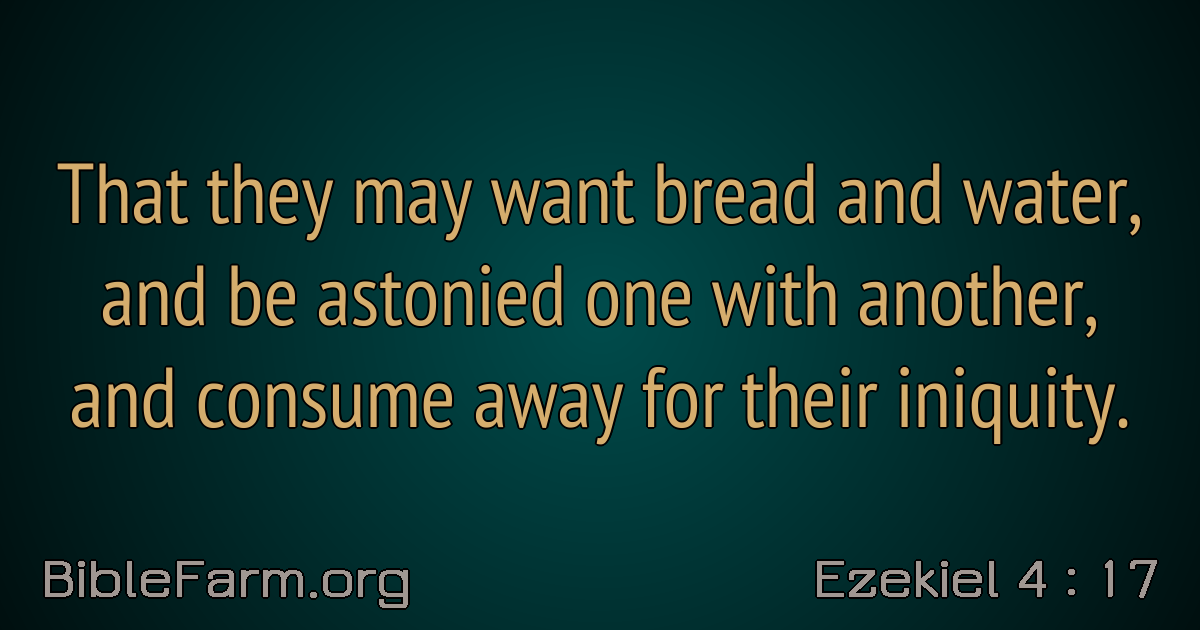 That they may want bread and water,
and be astonied one with another,
and consume away for their iniquity.
BibleFarm.org
Ezekiel 4 : 17